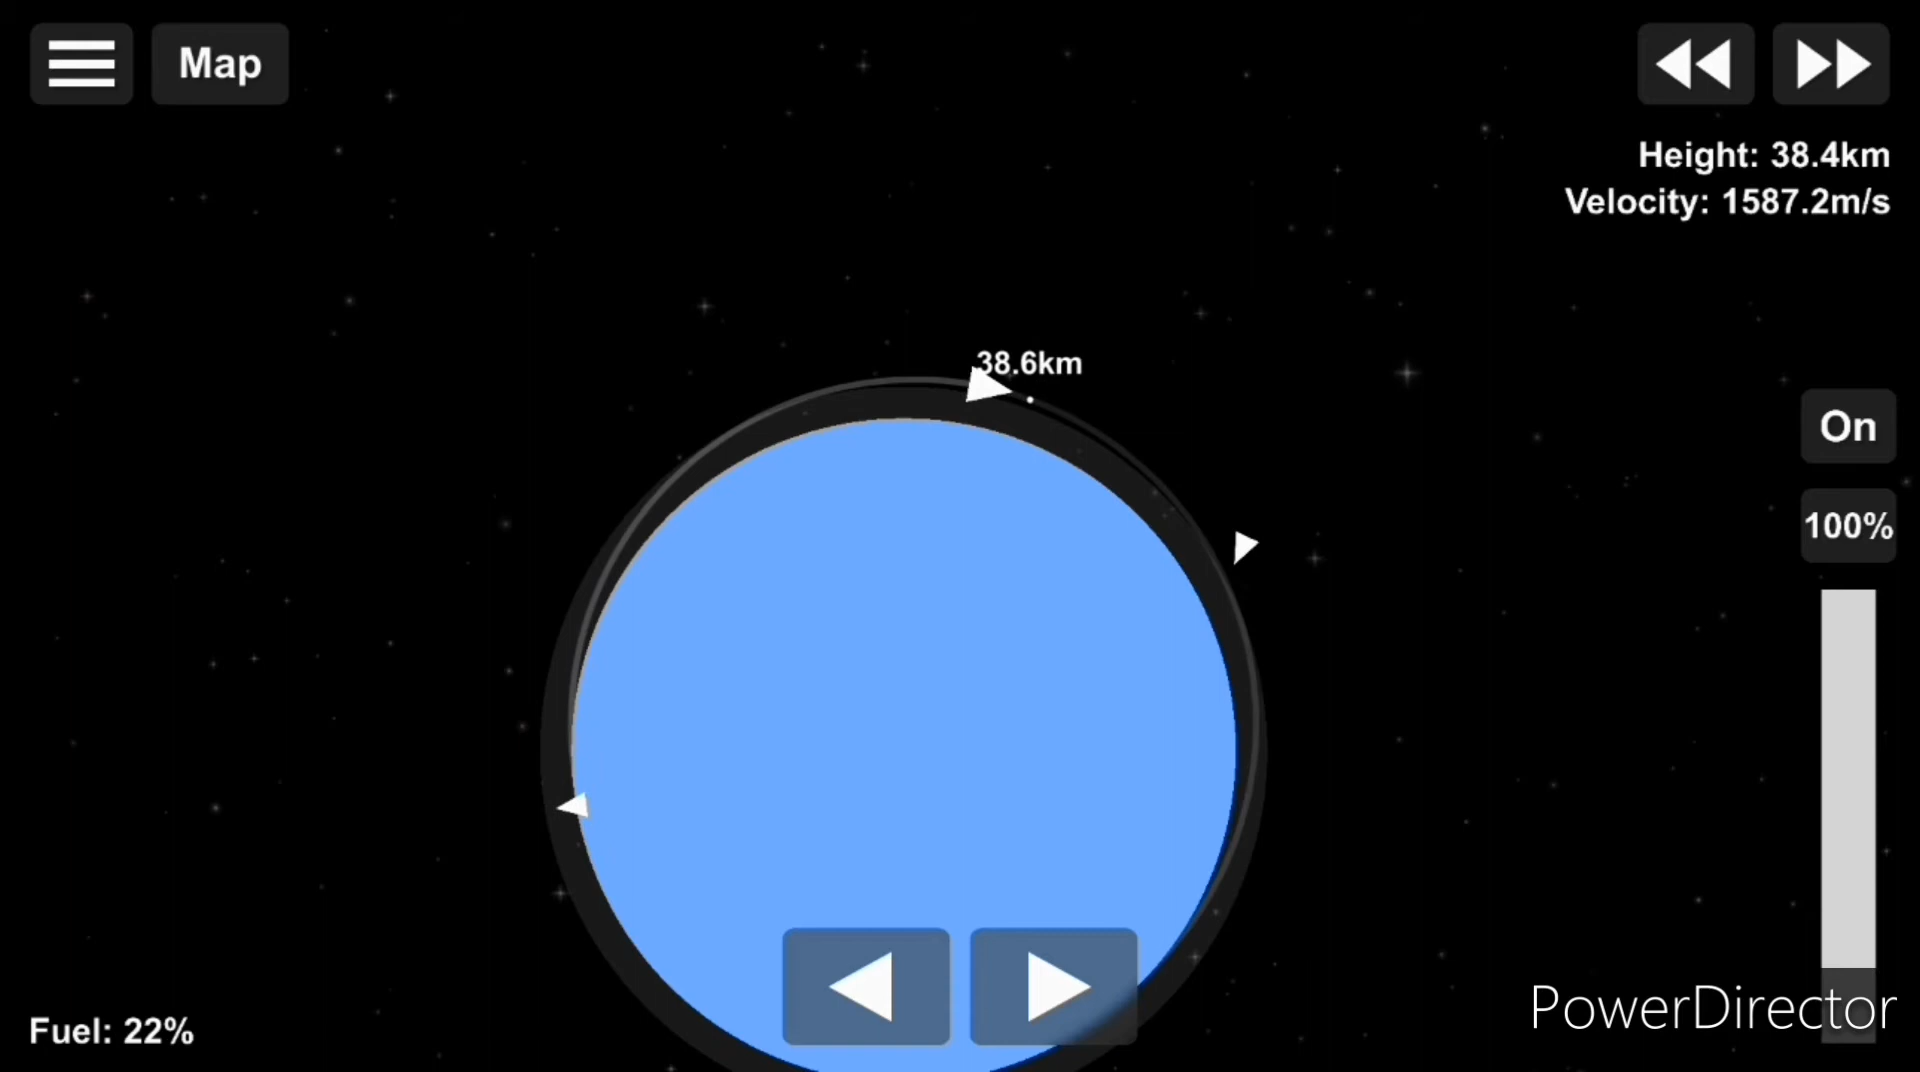 Map
Height: 38.4km
Velocity: 1587.2m/s
38.6km
On
100%
Fuel: 22%
PowerDirector